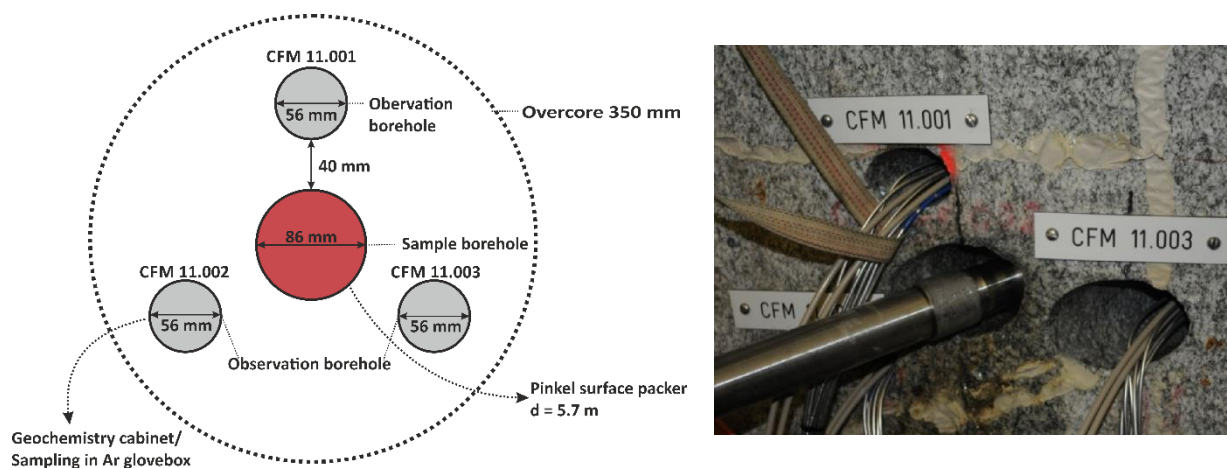 CFM 11.001
56 mm
Obervation
borehole
Overcore 350 mm
40 mm
86 mm
Sample borehole
CFM 11.002
CFM 11.003
56 mm
56 mm
Observation borehole
Pinkel surface packer
d = 5.7 m
Geochemistry cabinet/
Sampling in Ar glovebox
CFM 11.001
CFM 11.003
CFM